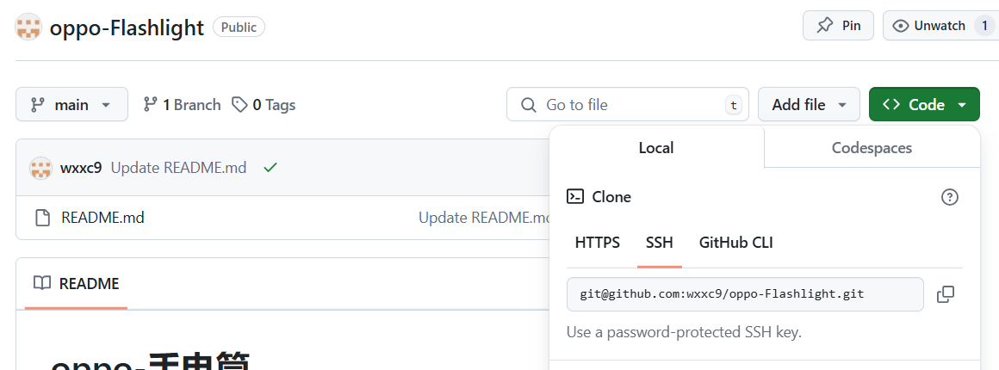 oppo-Flashlight Public Pin Unwatch 1
main 1 Branch 0 Tags Go to file t Add file Code
Local Codespaces
wxxc9 Update README.md
Clone
README.md Update README.mc
HTTPS SSH GitHub CLI
README
git@github.com:wxxc9/oppo-Flashlight.git
Use a password-protected SSH key.
oppo-手电筒